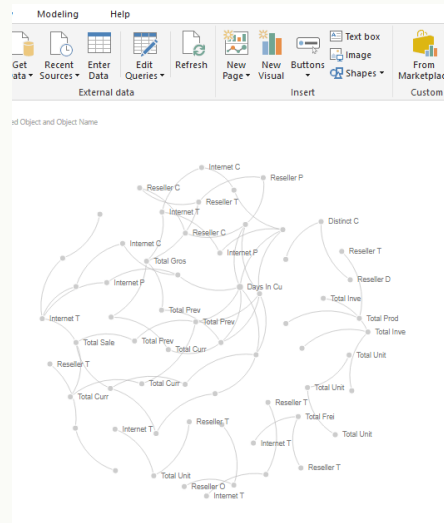 Modeling Help
Get Data Recent Sources Enter Data Edit Queries Refresh New Page New Visual Buttons Text box
Image
Shapes From Marketplac
External data Insert Custom
ed Object and Object Name
Internet C
Reseller P
Reseller C
Reseller T
Internet T
Distinct C
Reseller C
Internet C
Internet P
Reseller T
Total Gros
Reseller D
Internet P
Days In Cu
Total Inve
Total Prev
Internet T
Total Prev
Total Prod
Total Inve
Total Sale
Total Prev
Total Curr
Total Unit
Reseller T
Total Curr
Total Unit
Total Curr
Reseller T
Total Frei
Reseller T
Internet T
Total Unit
Internet T
Reseller T
Total Unit
Reseller O
Internet T